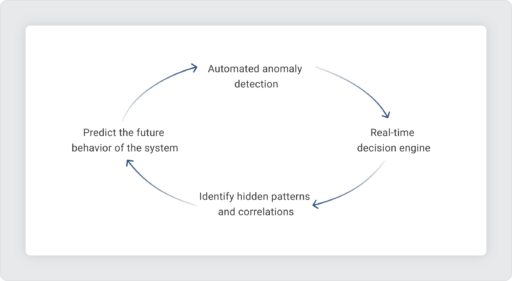 Automated anomaly
detection
Real-time
decision engine
Identify hidden patterns
and correlations
Predict the future
behavior of the system